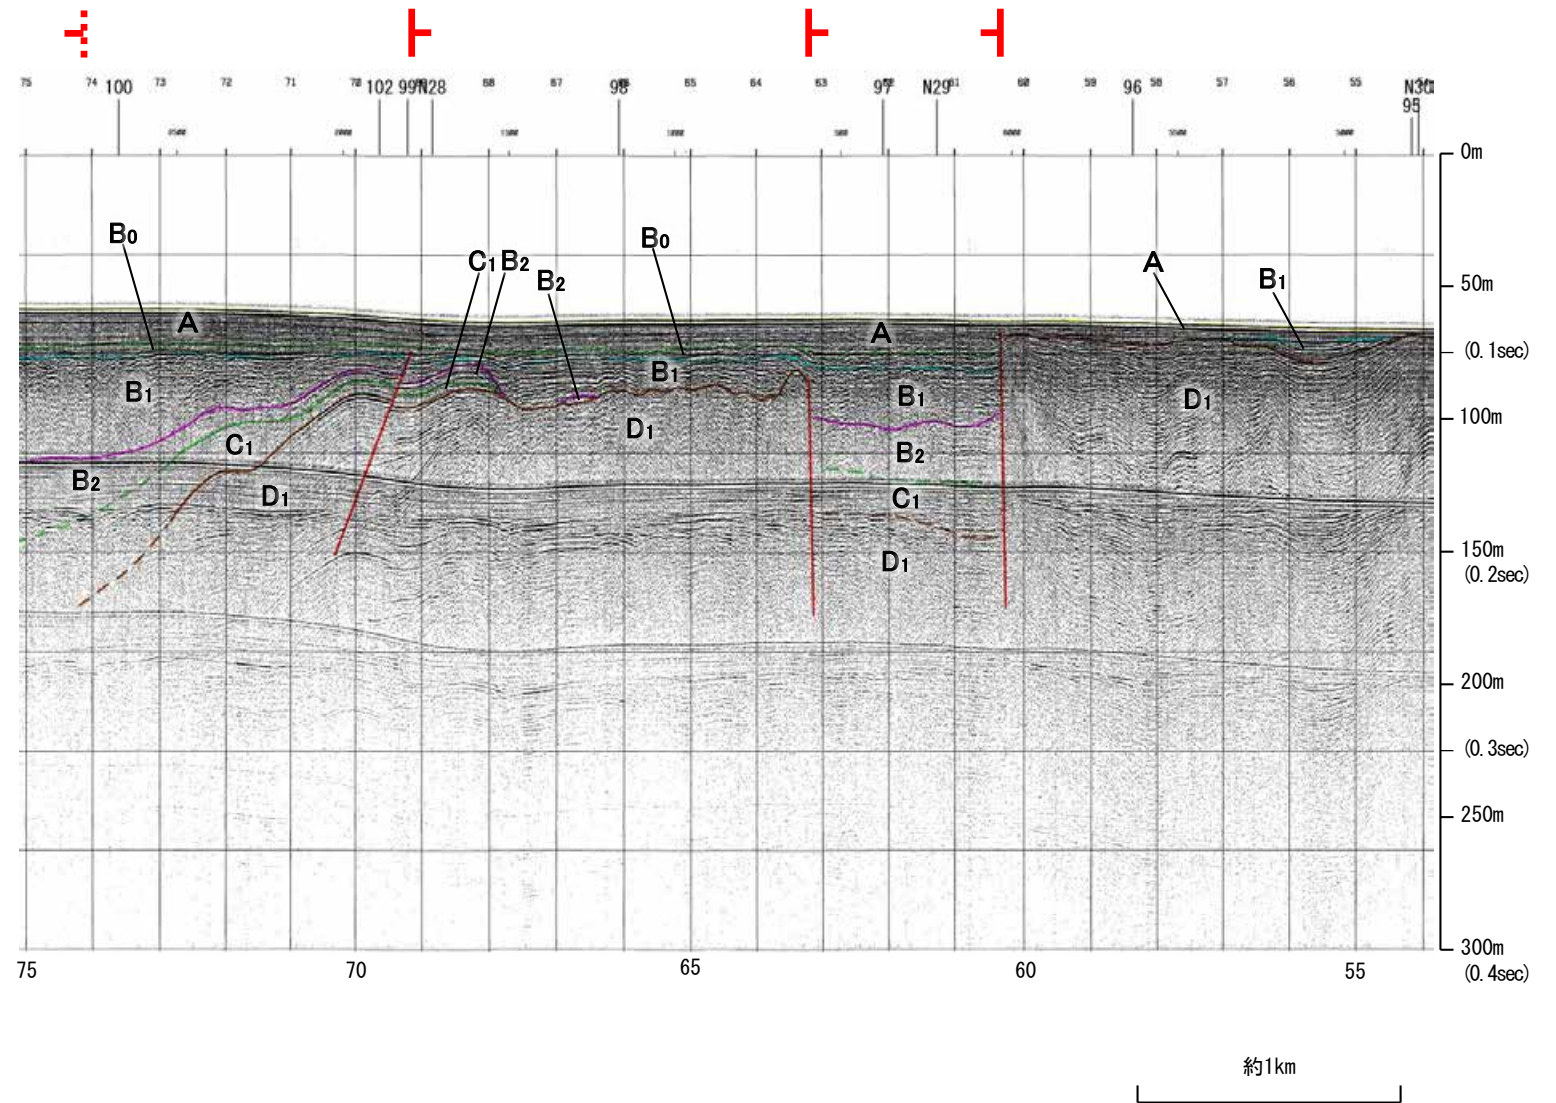 75 74 73 72 71 70 68 67 65 64 63 62 61 60 59 58 57 56 55
100 102 99 N28 98 97 N29 96 N30
95
0m
B0 B0
C1 B2 A
B2 B1
50m
A A
(0.1sec)
B1 B1 B1 D1
D1
100m
C1 B2
B2
D1 C1
150m
D1
(0.2sec)
200m
(0.3sec)
250m
300m
75 70 65 60 55
(0.4sec)
約1km